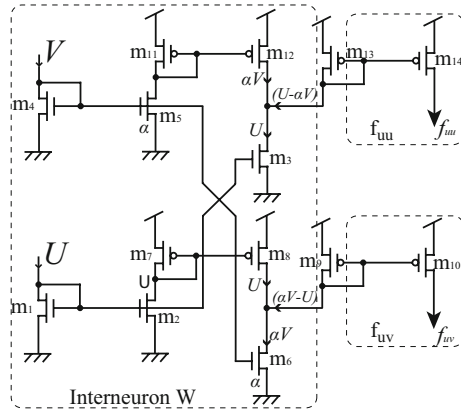 V
m11
m12
αV
(U-αV)
m13
m14
m4
m5
α
U
m3
fuu
fuu
U
m7
m8
U
U
(αV-U)
m9
m10
m1
m2
αV
m6
α
fuv
fuv
Interneuron W